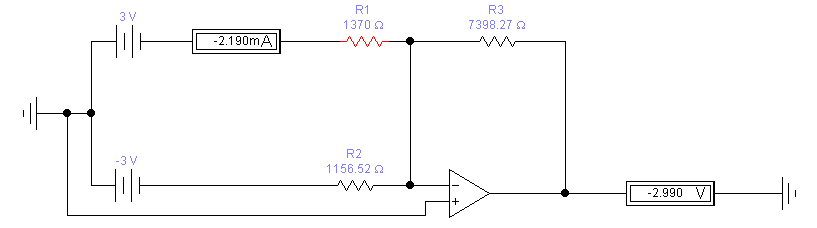 R1
R3
3 V
1370 Ω
7398.27 Ω
-2.190mA
-3 V
R2
1156.52 Ω
−
+
-2.990 V